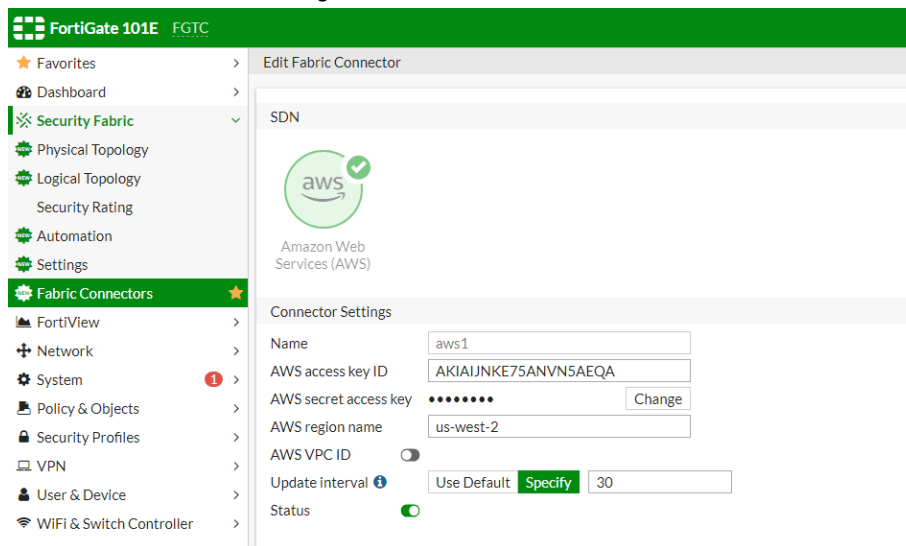 FortiGate 101E FGTC
Favorites
Dashboard
Security Fabric
Physical Topology
Logical Topology
Security Rating
Automation
Settings
Fabric Connectors
FortiView
Network
System 1
Policy & Objects
Security Profiles
VPN
User & Device
WiFi & Switch Controller
Edit Fabric Connector
SDN
aws
Amazon Web
Services (AWS)
Connector Settings
Name aws1
AWS access key ID AKIAIJNKE75ANVN5AEQA
AWS secret access key •••••••• Change
AWS region name us-west-2
AWS VPC ID
Update interval Use Default Specify 30
Status